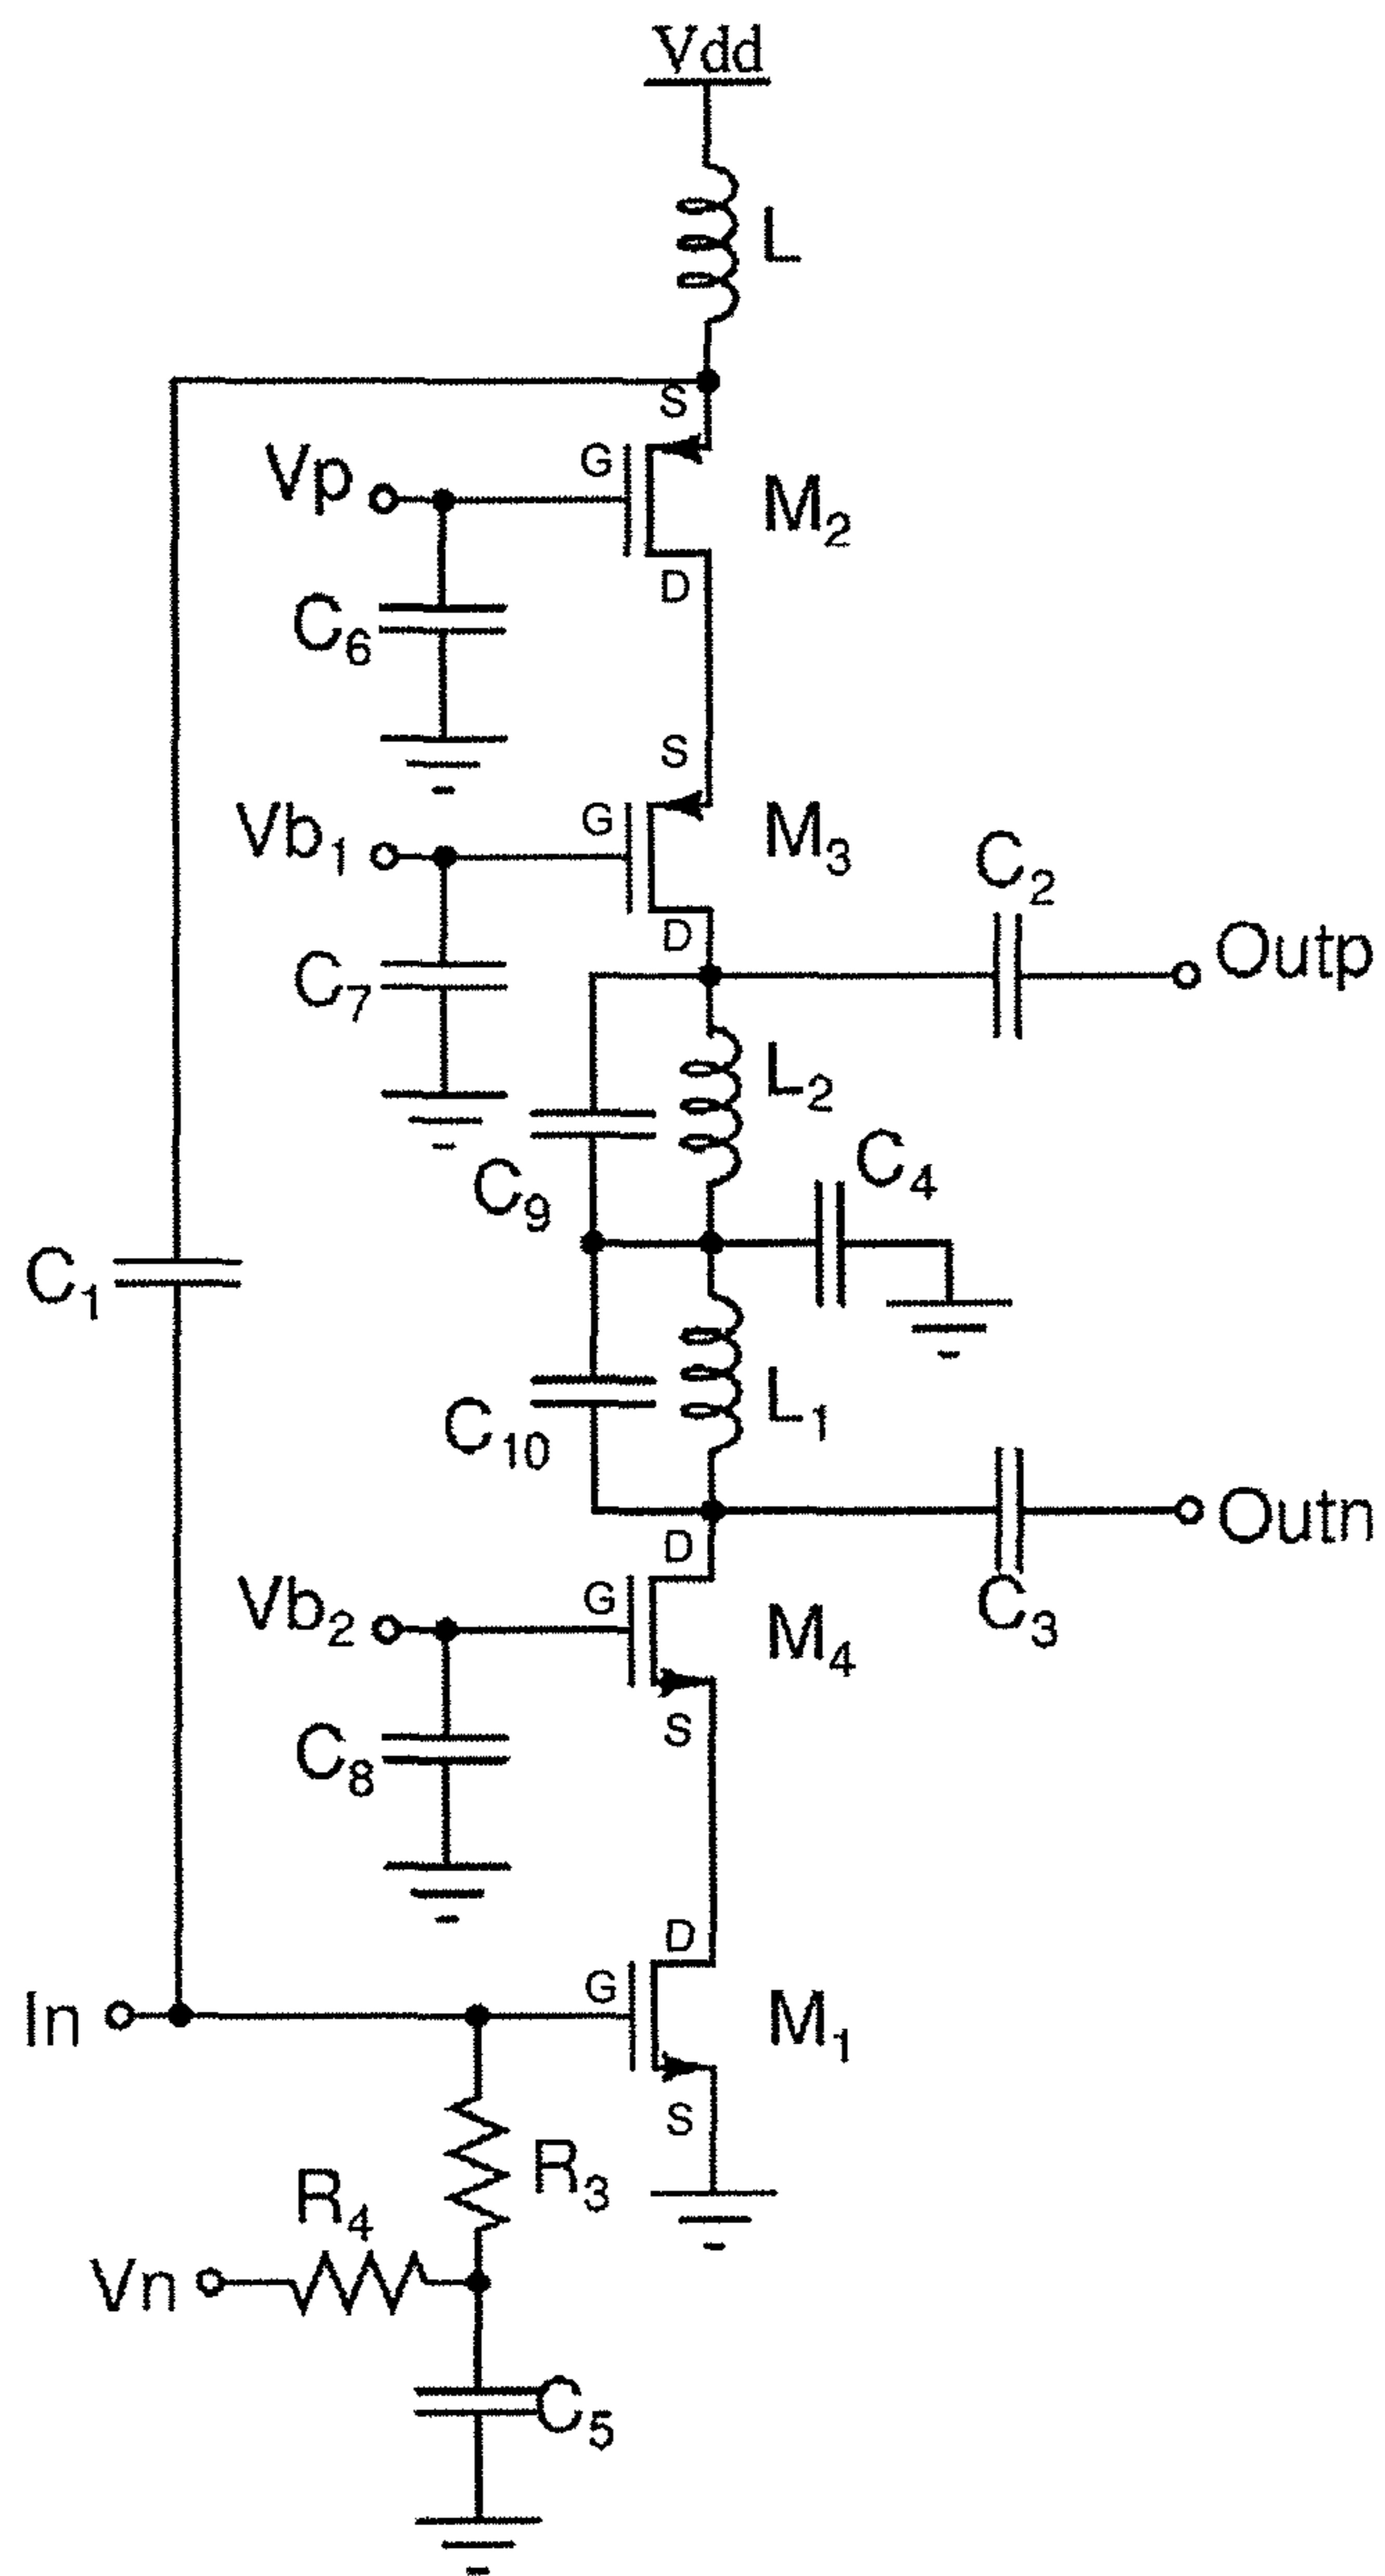 Vdd
L
S
Vp
G
M₂
D
C₆
S
Vb₁
G
M₃
C₂
D
Outp
C₇
L₂
C₉
C₄
C₁
L₁
C₁₀
Outn
D
Vb₂
G
M₄
C₃
S
C₈
D
In
G
M₁
S
R₃
R₄
Vn
C₅